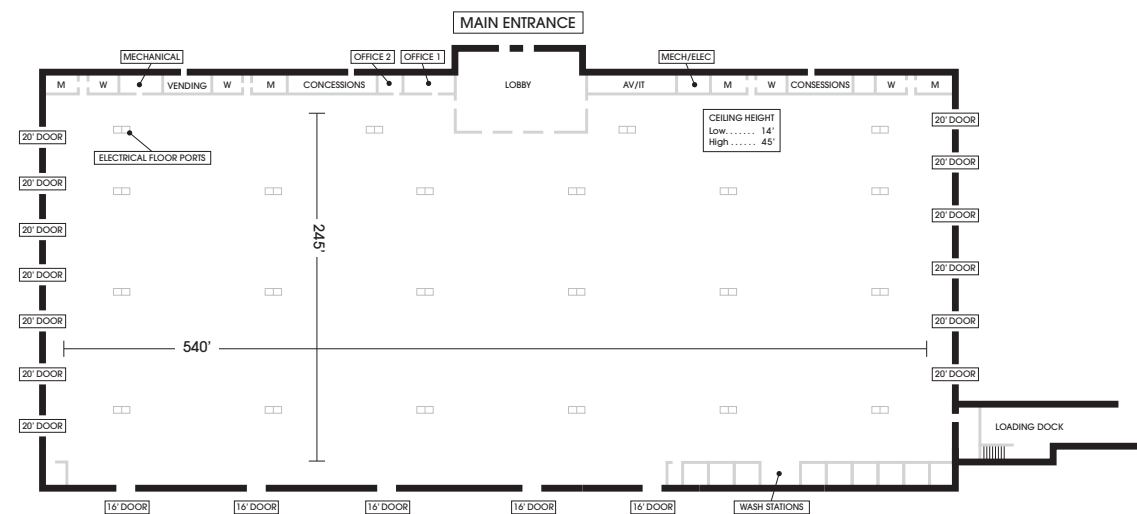 MAIN ENTRANCE
MECHANICAL
OFFICE 2
OFFICE 1
MECH/ELEC
M
W
VENDING
W
M
CONCESSIONS
LOBBY
AV/IT
M
W
CONSESSIONS
W
M
CEILING HEIGHT
Low....... 14'
High ...... 45'
ELECTRICAL FLOOR PORTS
20' DOOR
20' DOOR
20' DOOR
20' DOOR
20' DOOR
20' DOOR
20' DOOR
245'
540'
20' DOOR
20' DOOR
20' DOOR
20' DOOR
20' DOOR
20' DOOR
LOADING DOCK
16' DOOR
16' DOOR
16' DOOR
16' DOOR
16' DOOR
WASH STATIONS